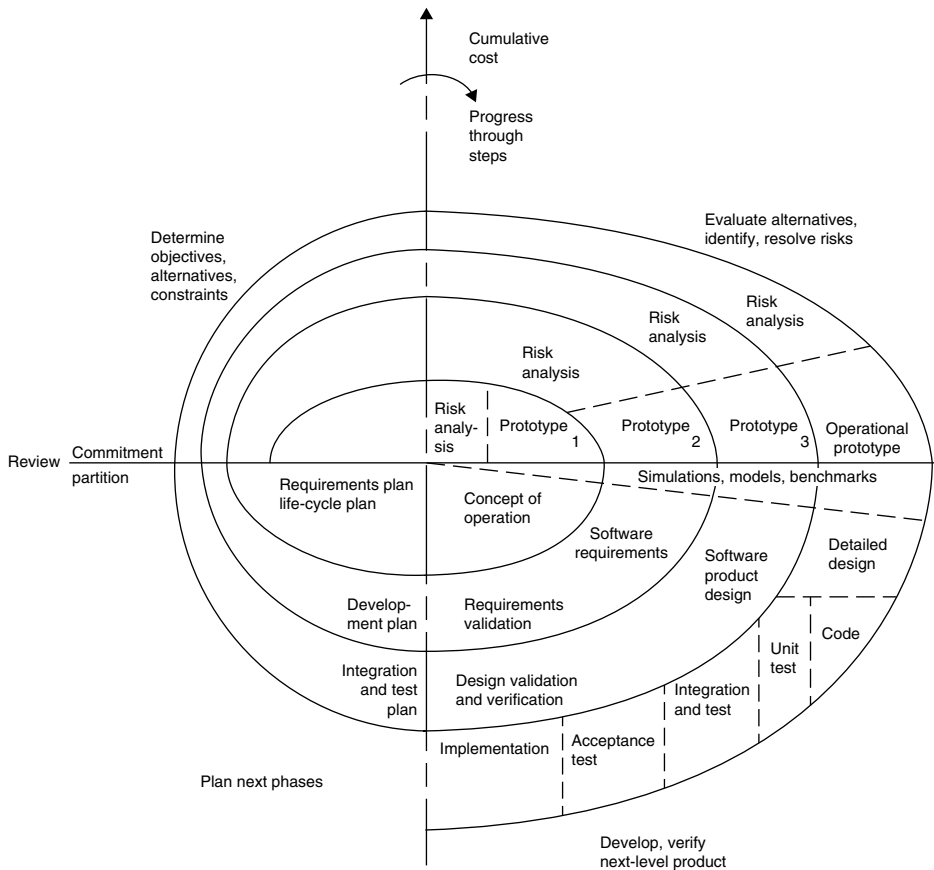 Cumulative
cost
Progress
through
steps
Evaluate alternatives,
identify, resolve risks
Determine
objectives,
alternatives,
constraints
Risk
analysis
Risk
analysis
Risk
analysis
Risk
analy-
sis
Prototype
1
Prototype
2
Prototype
3
Operational
prototype
Review
Commitment
partition
Simulations, models, benchmarks
Requirements plan
life-cycle plan
Concept of
operation
Software
requirements
Software
product
design
Detailed
design
Develop-
ment plan
Requirements
validation
Code
Unit
test
Integration
and test
plan
Design validation
and verification
Integration
and test
Implementation
Acceptance
test
Plan next phases
Develop, verify
next-level product